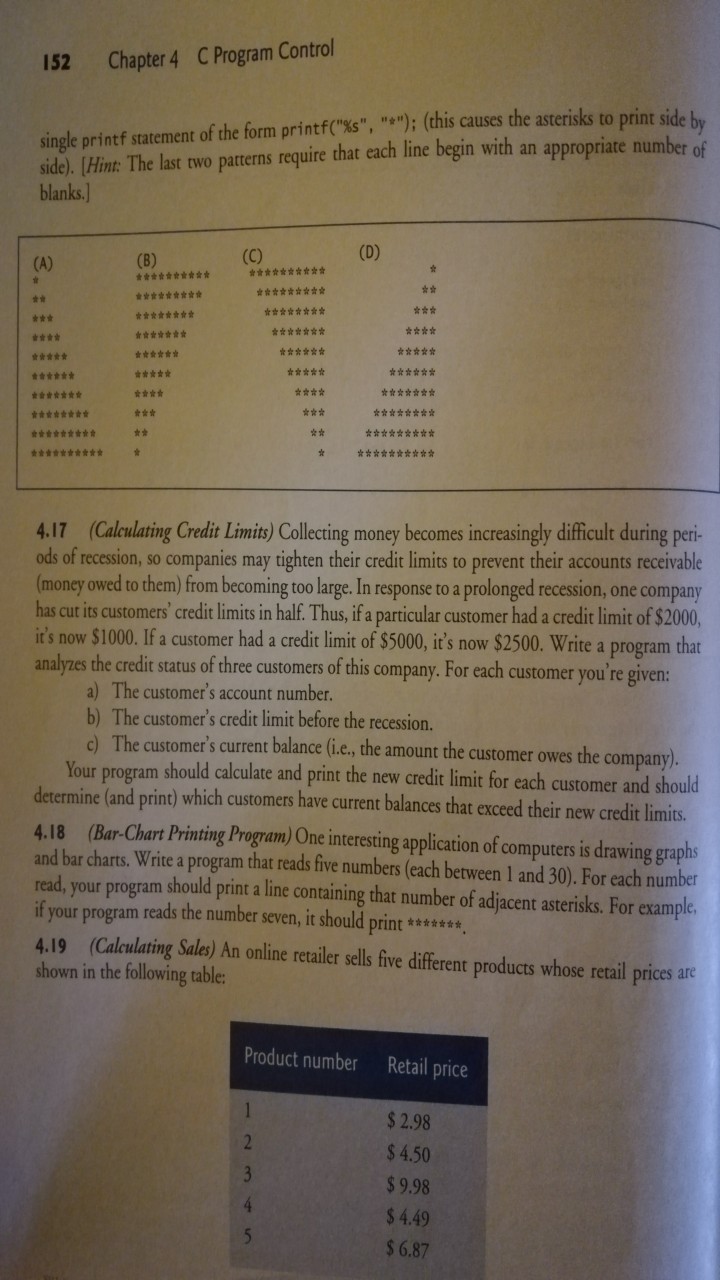 152 Chapter 4 C Program Control
single printf statement of the form printf("%s", "*"); (this causes the asterisks to print side by
side). [Hint: The last two patterns require that each line begin with an appropriate number of
blanks.]
(A) (B) (C) (D)
* ********** ********** *
** ********* ********* **
*** ******** ******** ***
**** ******* ******* ****
***** ****** ****** *****
****** ***** ***** ******
******* **** **** *******
******** *** *** ********
********* ** ** *********
********** * * **********
4.17 (Calculating Credit Limits) Collecting money becomes increasingly difficult during peri-
ods of recession, so companies may tighten their credit limits to prevent their accounts receivable
(money owed to them) from becoming too large. In response to a prolonged recession, one company
has cut its customers' credit limits in half. Thus, if a particular customer had a credit limit of $2000,
it's now $1000. If a customer had a credit limit of $5000, it's now $2500. Write a program that
analyzes the credit status of three customers of this company. For each customer you're given:
a) The customer's account number.
b) The customer's credit limit before the recession.
c) The customer's current balance (i.e., the amount the customer owes the company).
Your program should calculate and print the new credit limit for each customer and should
determine (and print) which customers have current balances that exceed their new credit limits.
4.18 (Bar-Chart Printing Program) One interesting application of computers is drawing graphs
and bar charts. Write a program that reads five numbers (each between 1 and 30). For each number
read, your program should print a line containing that number of adjacent asterisks. For example,
if your program reads the number seven, it should print *******.
4.19 (Calculating Sales) An online retailer sells five different products whose retail prices are
shown in the following table:
Product number Retail price
1 $ 2.98
2 $ 4.50
3 $ 9.98
4 $ 4.49
5 $ 6.87